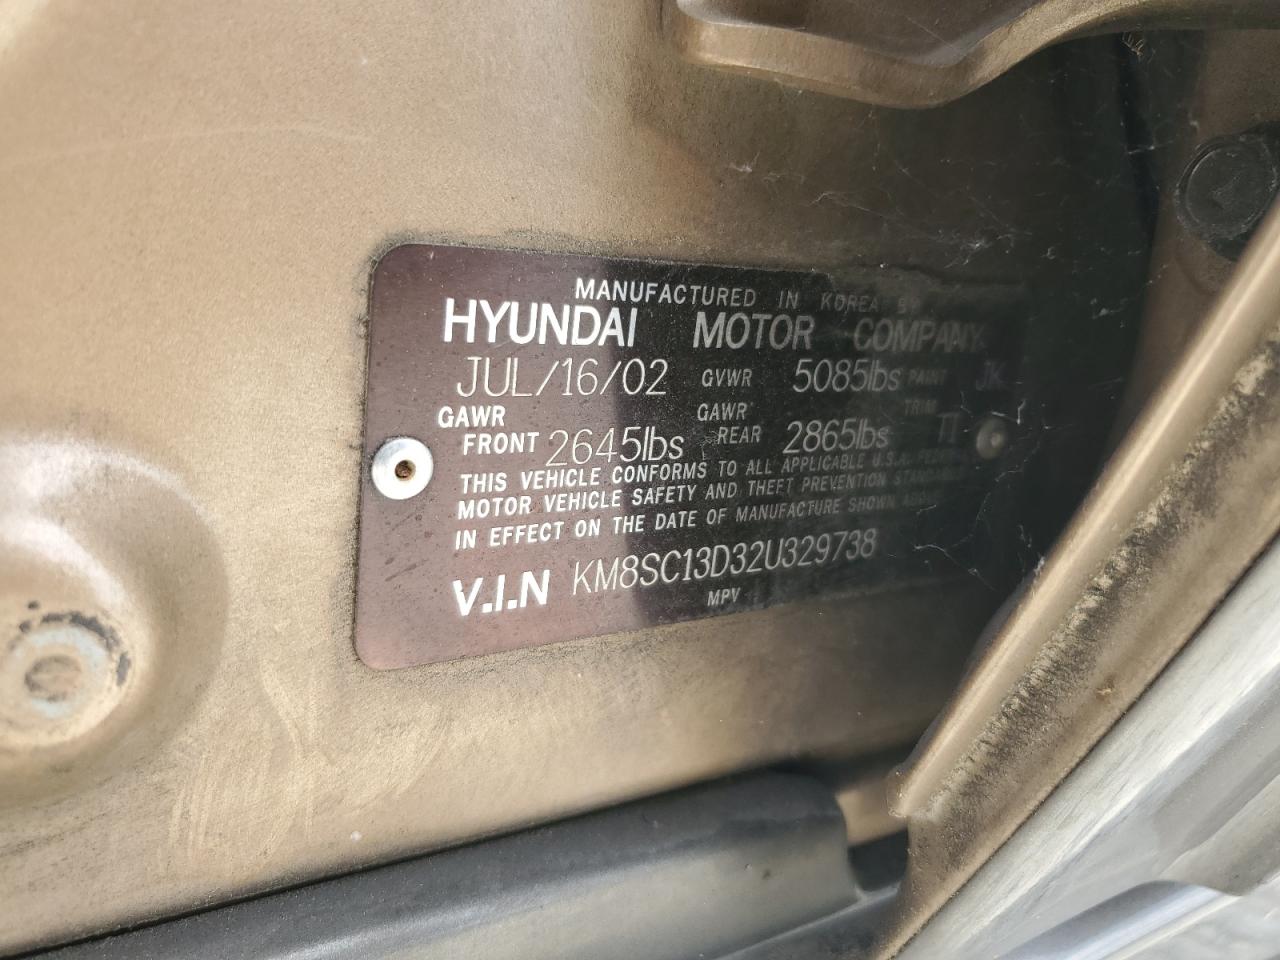 MANUFACTURED IN KOREA BY
HYUNDAI MOTOR COMPANY
JUL/16/02 GVWR 5085lbs PAINT JK
GAWR FRONT 2645lbs GAWR REAR 2865lbs TRIM TI
THIS VEHICLE CONFORMS TO ALL APPLICABLE U.S.A. 
MOTOR VEHICLE SAFETY AND THEFT PREVENTION
IN EFFECT ON THE DATE OF MANUFACTURE SHOWN
V.I.N KM8SC13D32U329738
MPV